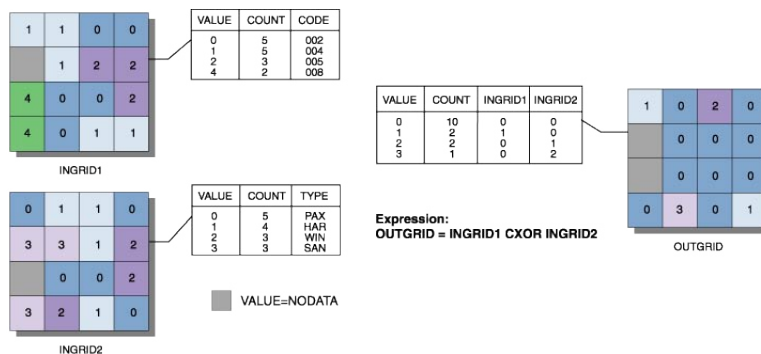 1 1 0 0
1 2 2
4 0 0 2
4 0 1 1
INGRID1
VALUE COUNT CODE
0 5 002
1 5 004
2 3 005
4 2 008
0 1 1 0
3 3 1 2
0 0 2
3 2 1 0
INGRID2
VALUE COUNT TYPE
0 5 PAX
1 4 HAR
2 3 WIN
3 3 SAN
VALUE=NODATA
VALUE COUNT INGRID1 INGRID2
0 10 0 0
1 2 1 0
2 2 0 1
3 1 0 2
Expression:
OUTGRID = INGRID1 CXOR INGRID2
1 0 2 0
0 0 0
0 0 0
0 3 0 1
OUTGRID